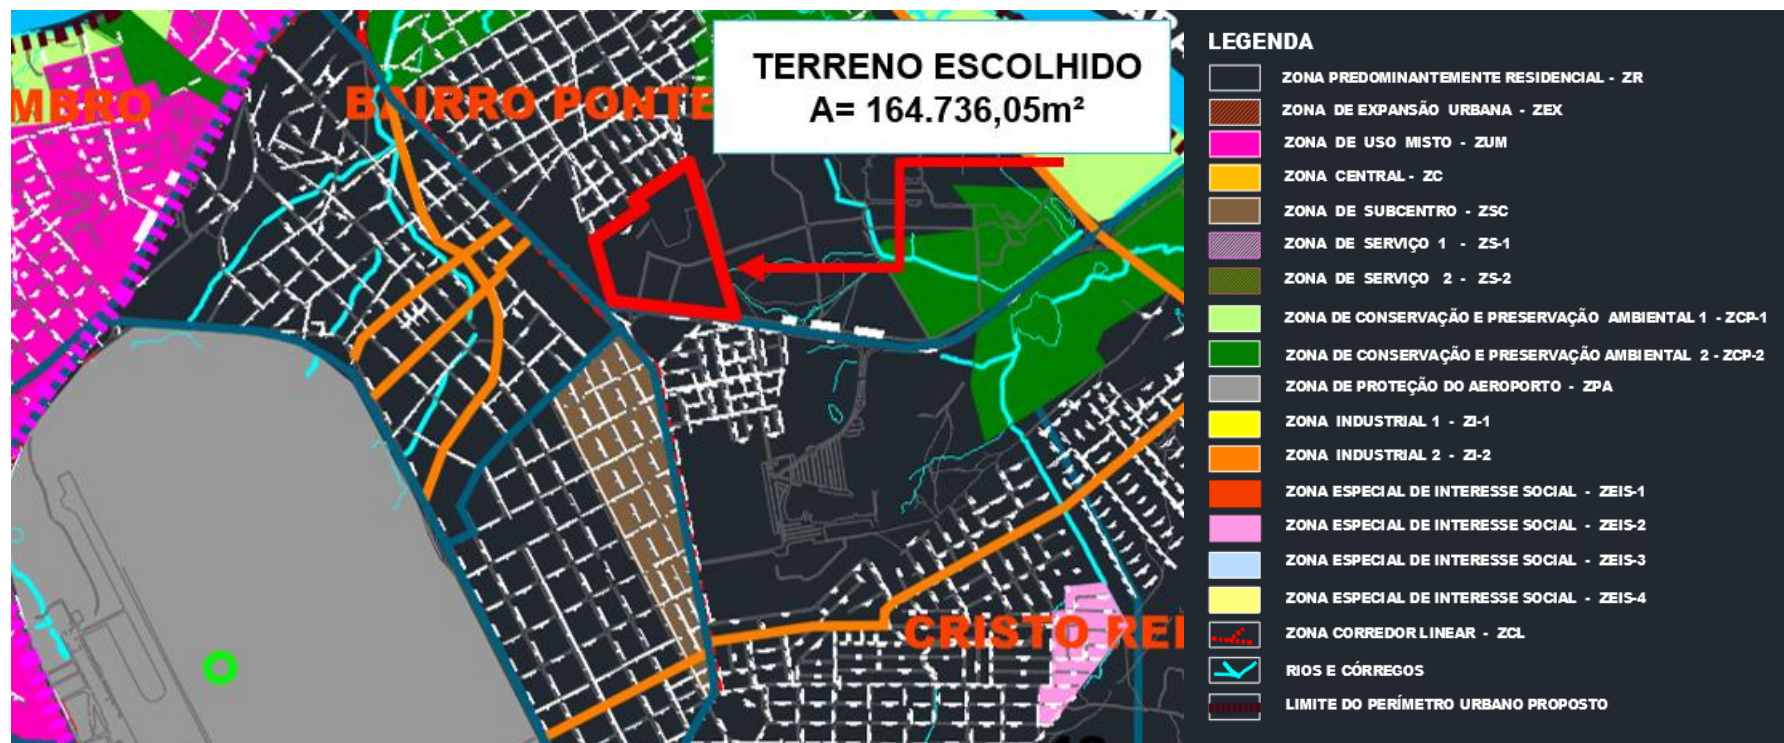 MBRO
BAIRRO PONTE
TERRENO ESCOLHIDO
A= 164.736,05m²
CRISTO REI
LEGENDA
ZONA PREDOMINANTEMENTE RESIDENCIAL - ZR
ZONA DE EXPANSÃO URBANA - ZEX
ZONA DE USO MISTO - ZUM
ZONA CENTRAL - ZC
ZONA DE SUBCENTRO - ZSC
ZONA DE SERVIÇO 1 - ZS-1
ZONA DE SERVIÇO 2 - ZS-2
ZONA DE CONSERVAÇÃO E PRESERVAÇÃO AMBIENTAL 1 - ZCP-1
ZONA DE CONSERVAÇÃO E PRESERVAÇÃO AMBIENTAL 2 - ZCP-2
ZONA DE PROTEÇÃO DO AEROPORTO - ZPA
ZONA INDUSTRIAL 1 - ZI-1
ZONA INDUSTRIAL 2 - ZI-2
ZONA ESPECIAL DE INTERESSE SOCIAL - ZEIS-1
ZONA ESPECIAL DE INTERESSE SOCIAL - ZEIS-2
ZONA ESPECIAL DE INTERESSE SOCIAL - ZEIS-3
ZONA ESPECIAL DE INTERESSE SOCIAL - ZEIS-4
ZONA CORREDOR LINEAR - ZCL
RIOS E CÓRREGOS
LIMITE DO PERÍMETRO URBANO PROPOSTO